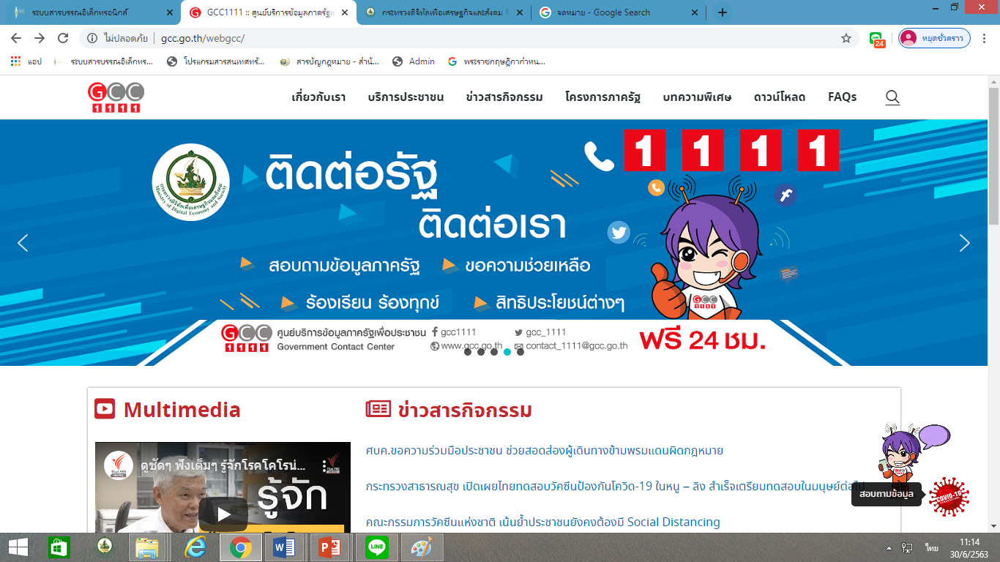 ระบบสารบรรณอิเล็กทรอนิกส์
GCC1111 :: ศูนย์บริการข้อมูลภาครัฐเ
กระทรวงดิจิทัลเพื่อเศรษฐกิจและสังคม
จดหมาย - Google Search
ไม่ปลอดภัย | gcc.go.th/webgcc/
24
หยุดชั่วคราว
แอป
ระบบสารบรรณอิเล็กทร...
โปรแกรมสารสนเทศทรั...
สารบัญกฎหมาย - สำนั...
Admin
พระราชกฤษฎีกากำหน...
GCC
1111
เกี่ยวกับเรา
บริการประชาชน
ข่าวสารกิจกรรม
โครงการภาครัฐ
บทความพิเศษ
ดาวน์โหลด
FAQs
กระทรวงดิจิทัลเพื่อเศรษฐกิจและสังคม
Ministry of Digital Economy and Society
ติดต่อรัฐ
ติดต่อเรา
1 1 1 1
สอบถามข้อมูลภาครัฐ
ขอความช่วยเหลือ
ร้องเรียน ร้องทุกข์
สิทธิประโยชน์ต่างๆ
GCC
1111
GCC
1111
ศูนย์บริการข้อมูลภาครัฐเพื่อประชาชน
Government Contact Center
gcc1111
gcc_1111
www.gcc.go.th
contact_1111@gcc.go.th
ฟรี 24 ชม.
Multimedia
ข่าวสารกิจกรรม
Thai PBS
NEWS
ดูชัดๆ ฟังเต็มๆ รู้จักโรคโคโรน่...
รู้จัก
ศบค.ขอความร่วมมือประชาชน ช่วยสอดส่องผู้เดินทางข้ามพรมแดนผิดกฎหมาย
กระทรวงสาธารณสุข เปิดเผยไทยทดสอบวัคซีนป้องกันโควิด-19 ในหนู – ลิง สำเร็จเตรียมทดสอบในมนุษย์ต่อไป
คณะกรรมการวัคซีนแห่งชาติ เน้นย้ำประชาชนยังคงต้องมี Social Distancing
สอบถามข้อมูล
COVID-19
ไทย
11:14
30/6/2563